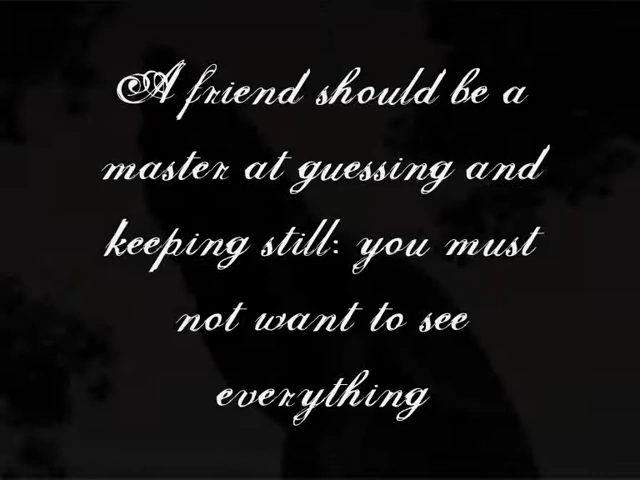 A friend should be a
master at guessing and
keeping still: you must
not want to see
everything